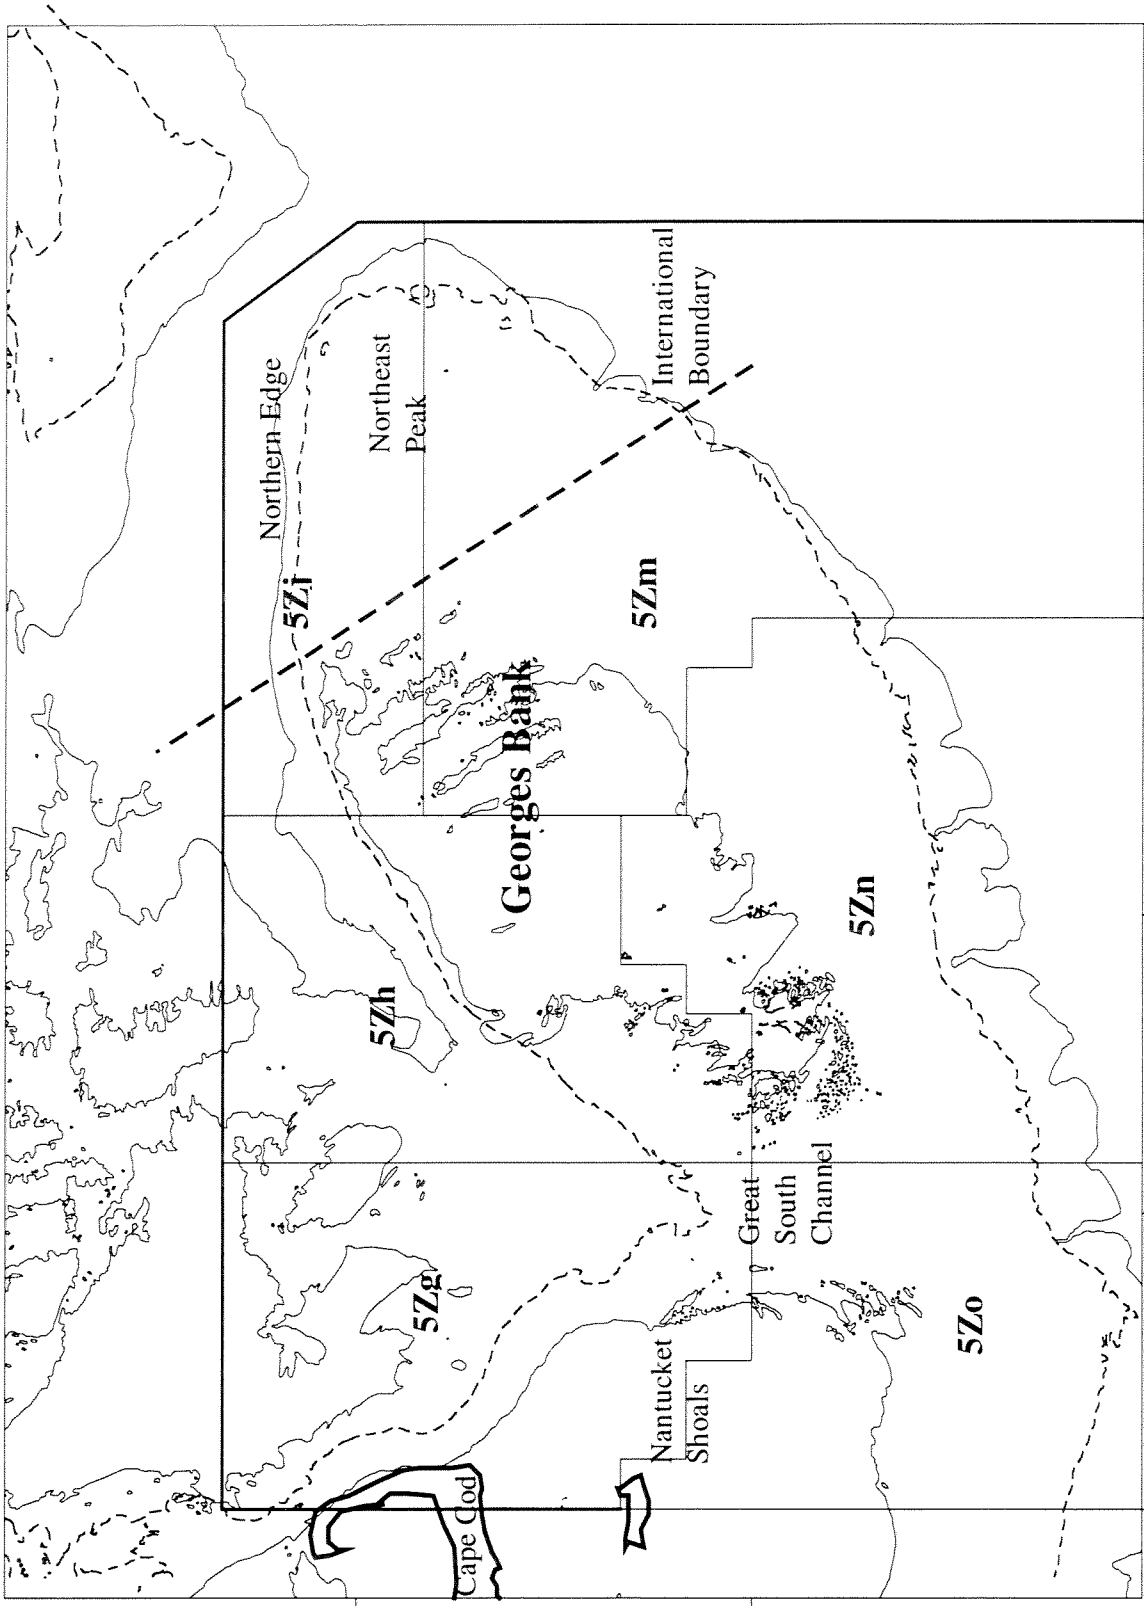 Northern Edge
Northeast
Peak
International
Boundary
5Zj
5Zm
Georges Bank
5Zh
5Zn
Great
South
Channel
5Zg
5Zo
Nantucket
Shoals
Cape Cod